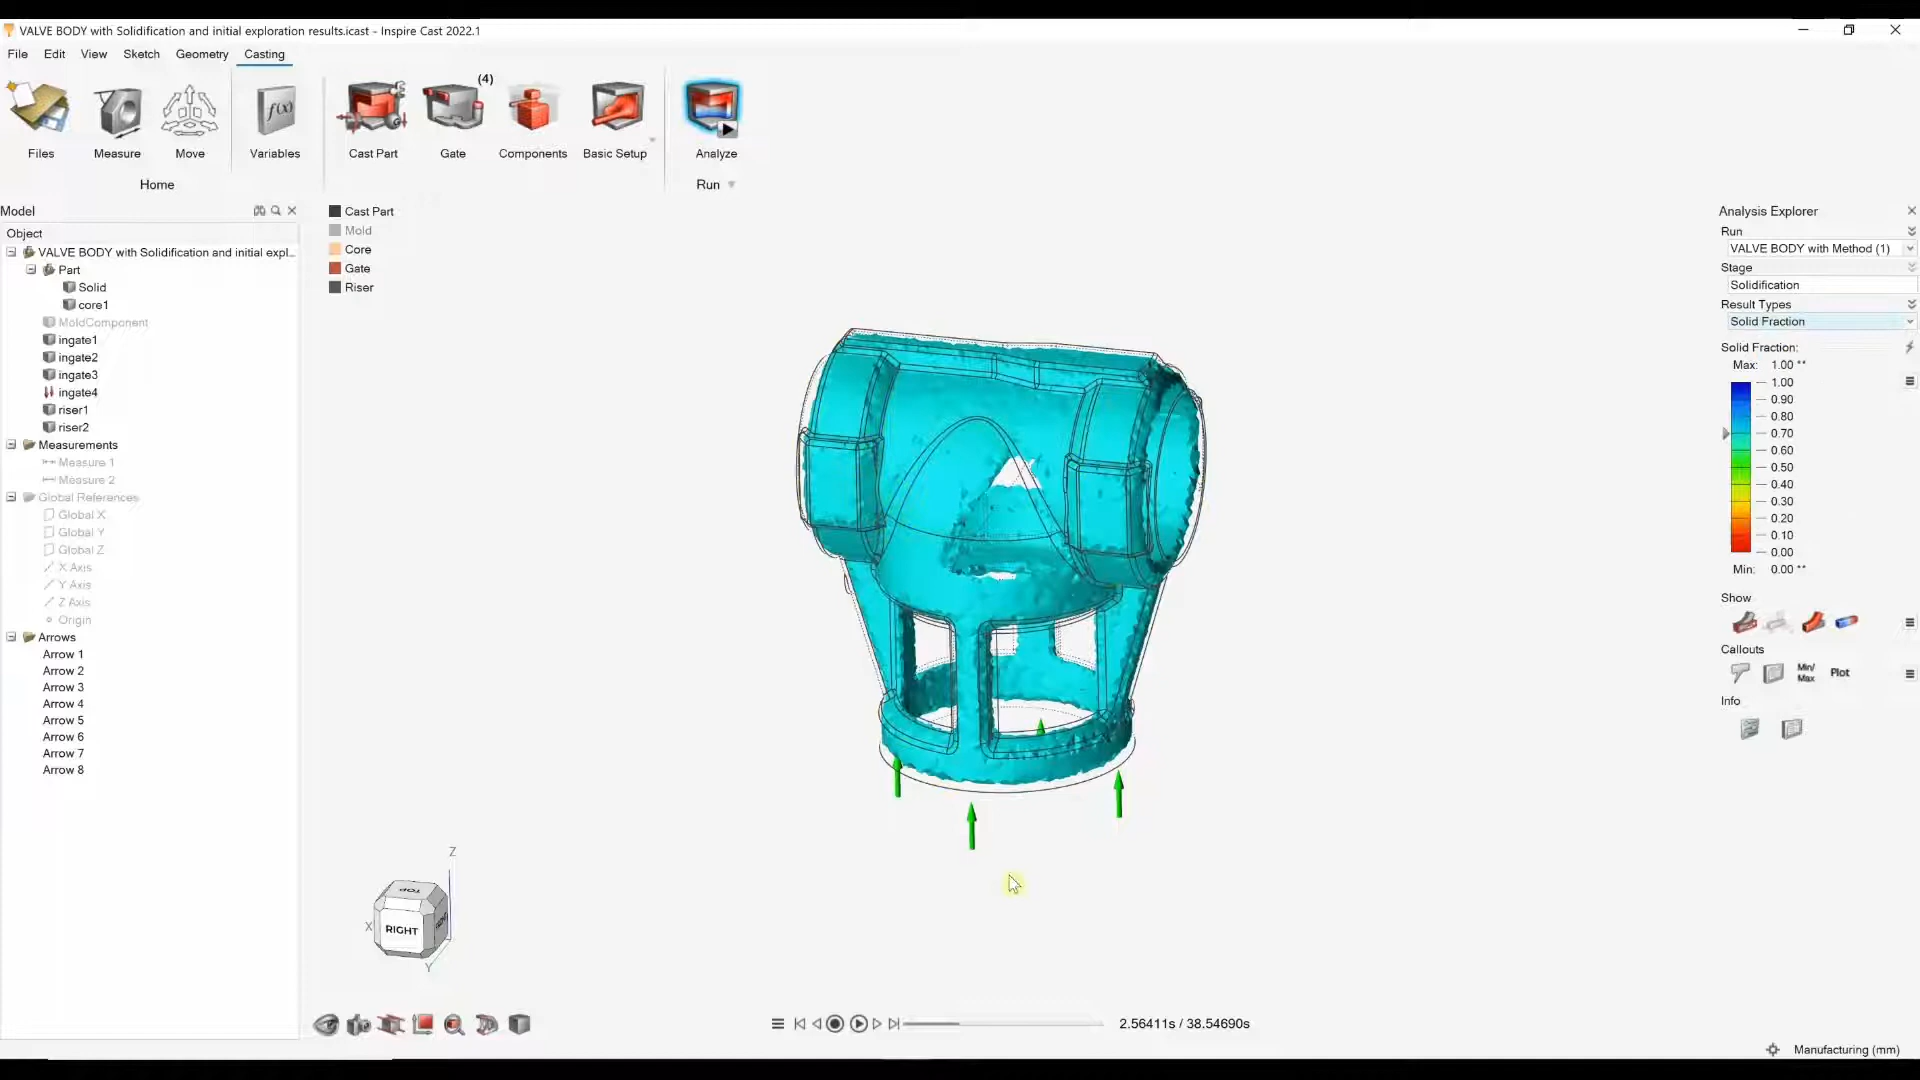 VALVE BODY with Solidification and initial exploration results.icast - Inspire Cast 2022.1
File Edit View Sketch Geometry Casting
(4)
Files Measure Move Variables Cast Part Gate Components Basic Setup Analyze
Home Run
Model
Object
VALVE BODY with Solidification and initial expl...
Part
Solid
core1
MoldComponent
ingate1
ingate2
ingate3
ingate4
riser1
riser2
Measurements
Measure 1
Measure 2
Global References
Global X
Global Y
Global Z
X Axis
Y Axis
Z Axis
Origin
Arrows
Arrow 1
Arrow 2
Arrow 3
Arrow 4
Arrow 5
Arrow 6
Arrow 7
Arrow 8
Cast Part
Mold
Core
Gate
Riser
Z
TOP
X
RIGHT
Y
2.56411s / 38.54690s
Analysis Explorer
Run
VALVE BODY with Method (1)
Stage
Solidification
Result Types
Solid Fraction
Solid Fraction:
Max: 1.00 **
1.00
0.90
0.80
0.70
0.60
0.50
0.40
0.30
0.20
0.10
0.00
Min: 0.00 **
Show
Callouts
Min/
Max
Plot
Info
Manufacturing (mm)